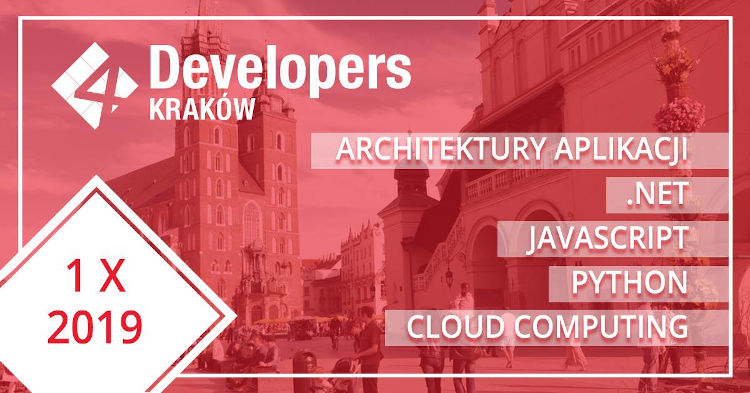 4
Developers
KRAKÓW
ARCHITEKTURY APLIKACJI
.NET
JAVASCRIPT
PYTHON
CLOUD COMPUTING
1 X
2019